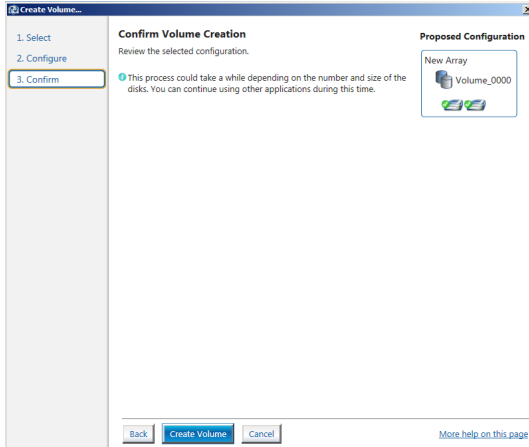 Create Volume...
1. Select
2. Configure
3. Confirm
Confirm Volume Creation
Review the selected configuration.
This process could take a while depending on the number and size of the
disks. You can continue using other applications during this time.
Proposed Configuration
New Array
Volume_0000
Back
Create Volume
Cancel
More help on this page